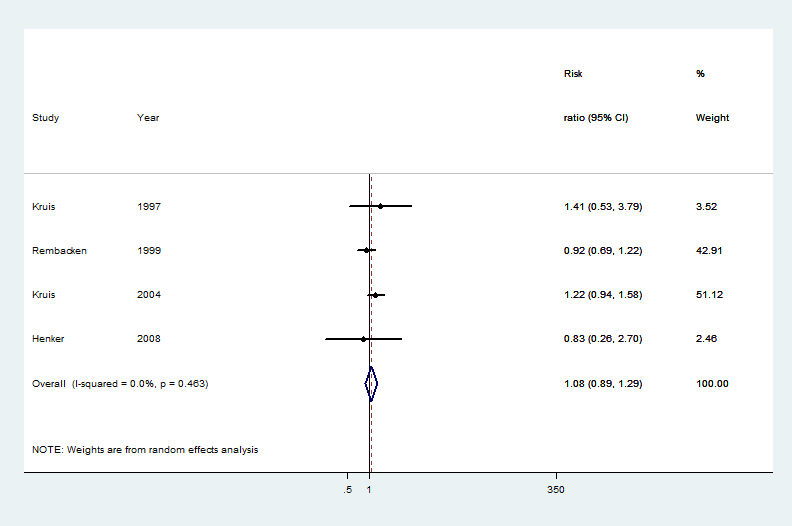 Risk %
Study Year ratio (95% CI) Weight
Kruis 1997 1.41 (0.53, 3.79) 3.52
Rembacken 1999 0.92 (0.69, 1.22) 42.91
Kruis 2004 1.22 (0.94, 1.58) 51.12
Henker 2008 0.83 (0.26, 2.70) 2.46
Overall (I-squared = 0.0%, p = 0.463) 1.08 (0.89, 1.29) 100.00
NOTE: Weights are from random effects analysis
.5 1 350